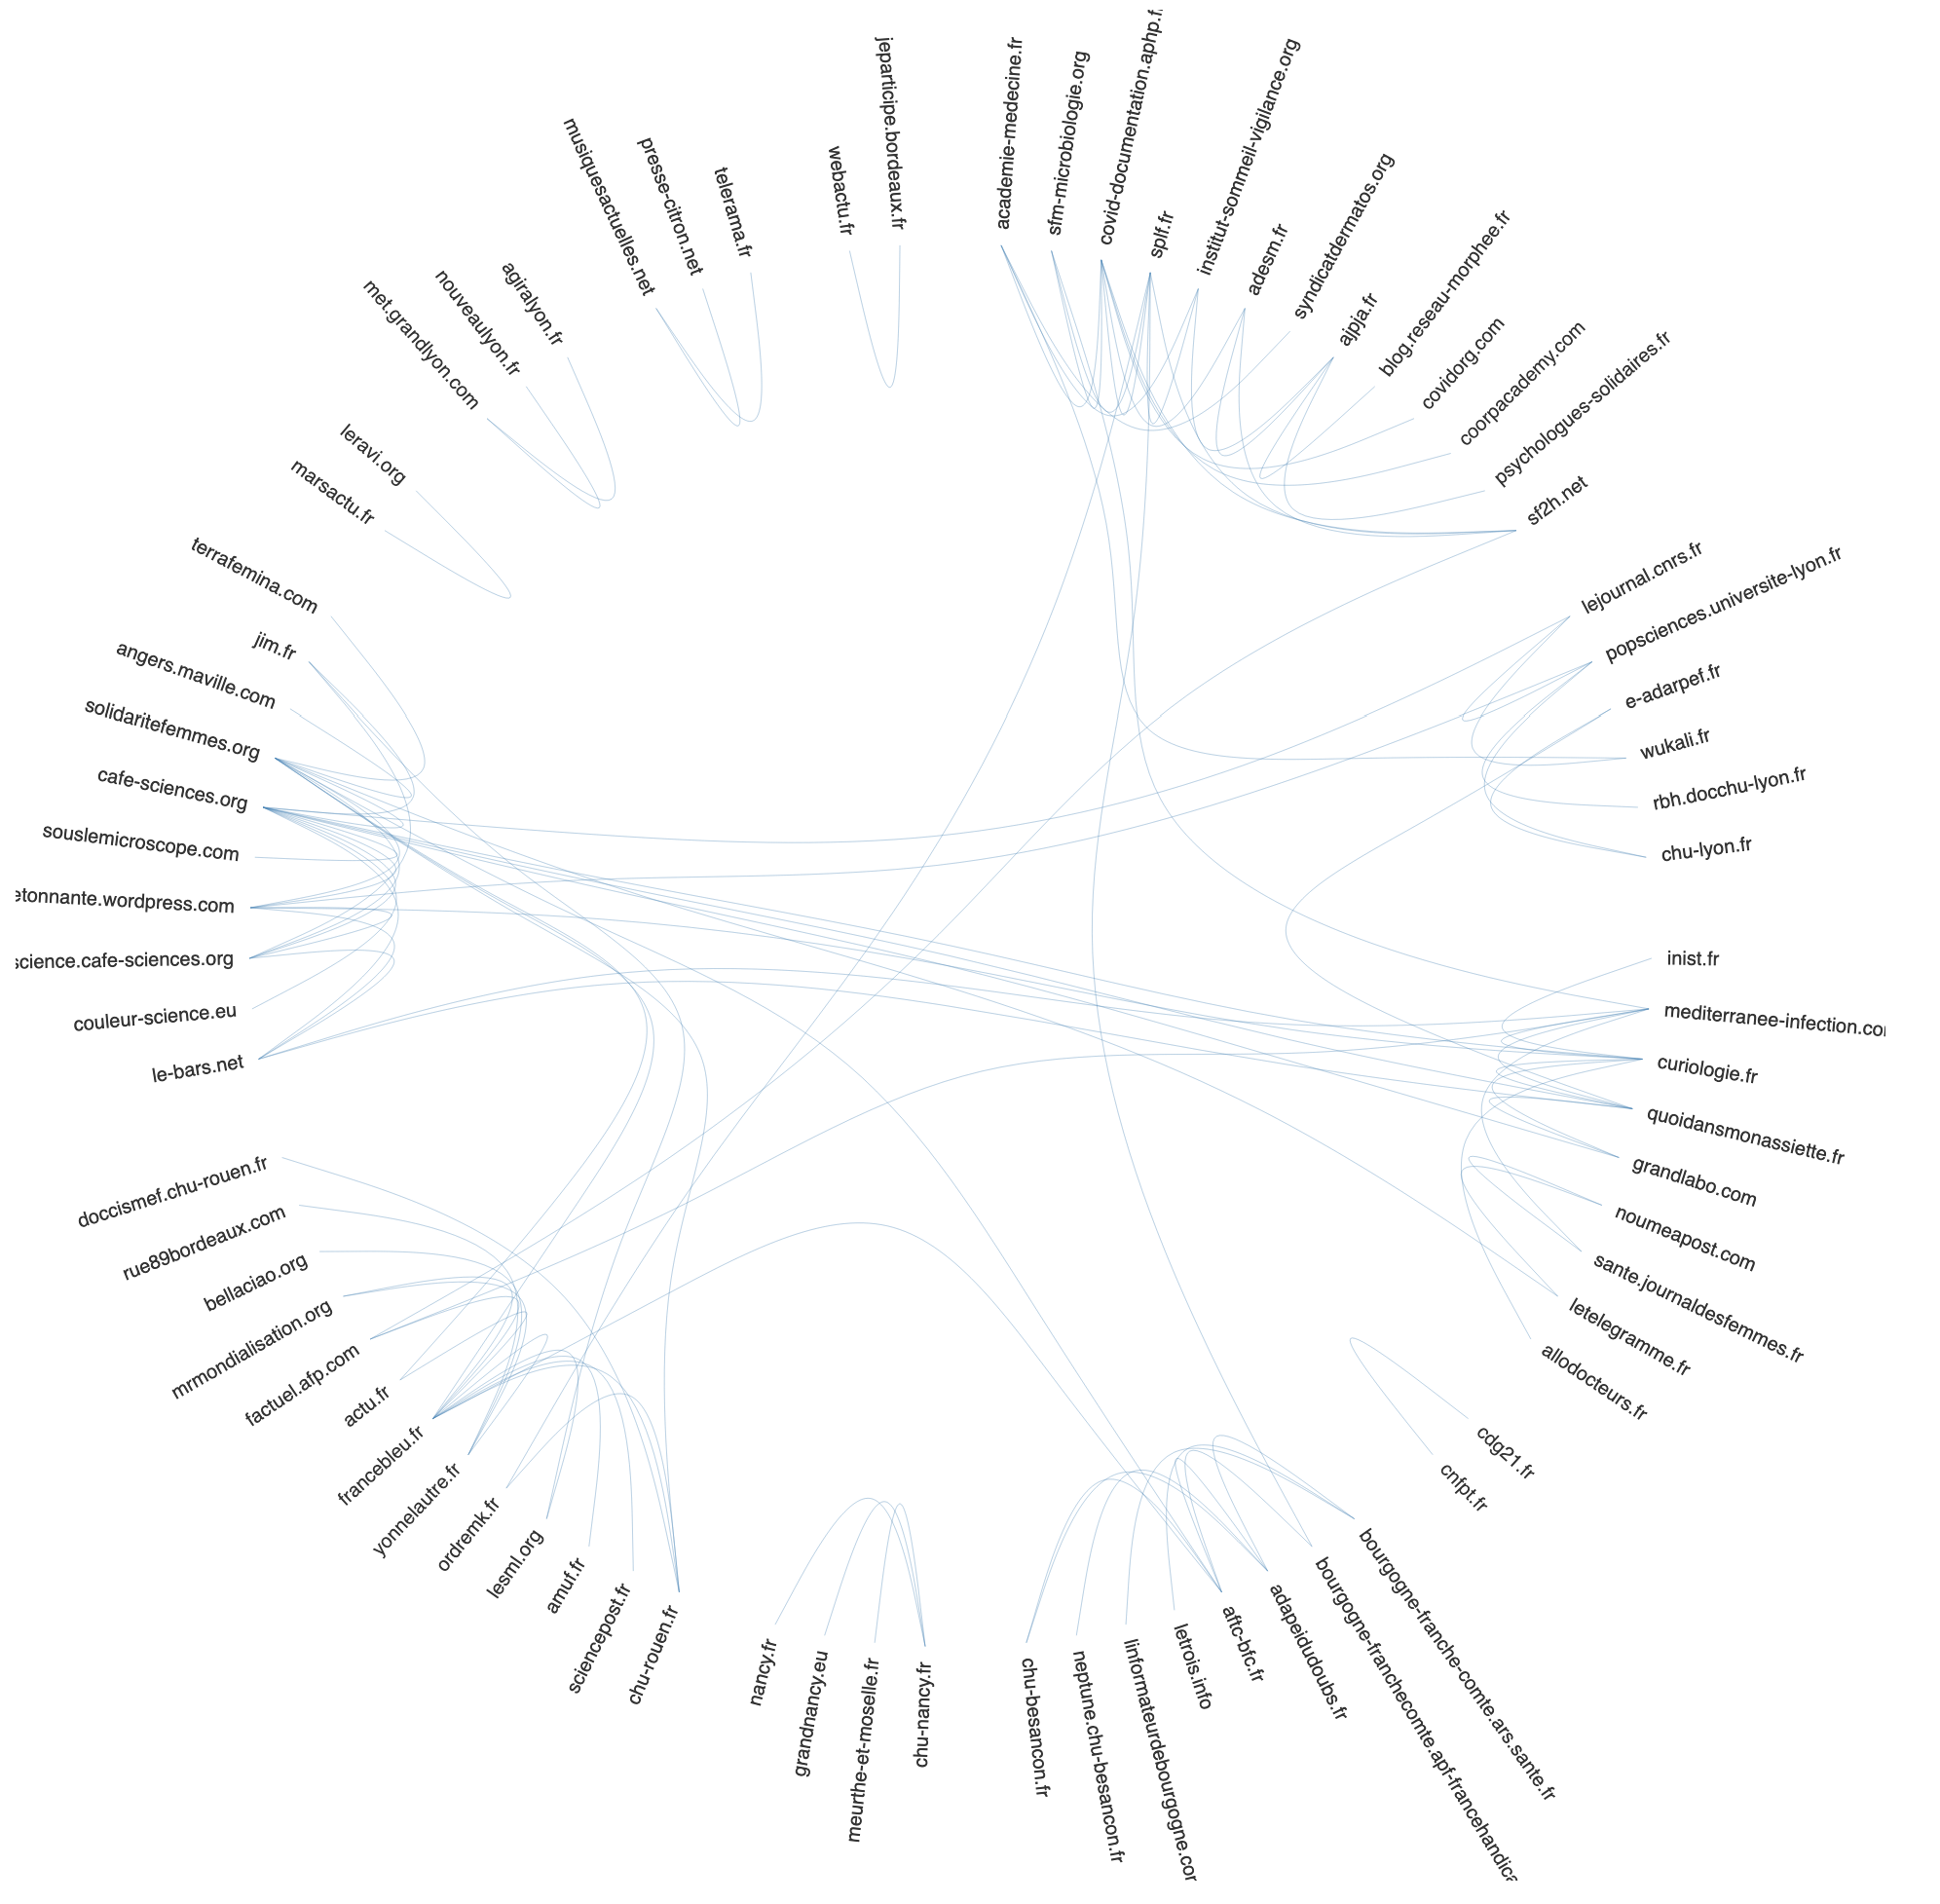 academie-medecine.fr
sfm-microbiologie.org
covid-documentation.aphp.f
splf.fr
institut-sommeil-vigilance.org
adesm.fr
syndicatdermatos.org
ajpja.fr
blog.reseau-morphee.fr
covidorg.com
coorpacademy.com
psychologues-solidaires.fr
sf2h.net
lejournal.cnrs.fr
popsciences.universite-lyon.fr
e-adarpef.fr
wukali.fr
rbh.docchu-lyon.fr
chu-lyon.fr
inist.fr
mediterranee-infection.co
curiologie.fr
quoidansmonassiette.fr
grandlabo.com
noumeapost.com
sante.journaldesfemmes.fr
letelegramme.fr
allodocteurs.fr
cdg21.fr
cnfpt.fr
bourgogne-franche-comte.ars.sante.fr
bourgogne-franchecomte.apf-francehandica
adapeidudoubs.fr
aftc-bfc.fr
letrois.info
linformateurdebourgogne.cor
neptune.chu-besancon.fr
chu-besancon.fr
chu-nancy.fr
meurthe-et-moselle.fr
grandnancy.eu
nancy.fr
chu-rouen.fr
sciencepost.fr
amuf.fr
lesml.org
ordremk.fr
yonnelautre.fr
francebleu.fr
actu.fr
factuel.afp.com
mrmondialisation.org
bellaciao.org
rue89bordeaux.com
doccismef.chu-rouen.fr
le-bars.net
couleur-science.eu
science.cafe-sciences.org
etonnante.wordpress.com
souslemicroscope.com
cafe-sciences.org
solidaritefemmes.org
angers.maville.com
jim.fr
terrafemina.com
marsactu.fr
leravi.org
met.grandlyon.com
nouveaulyon.fr
agiralyon.fr
musiquesactuelles.net
presse-citron.net
telerama.fr
webactu.fr
jeparticipe.bordeaux.fr